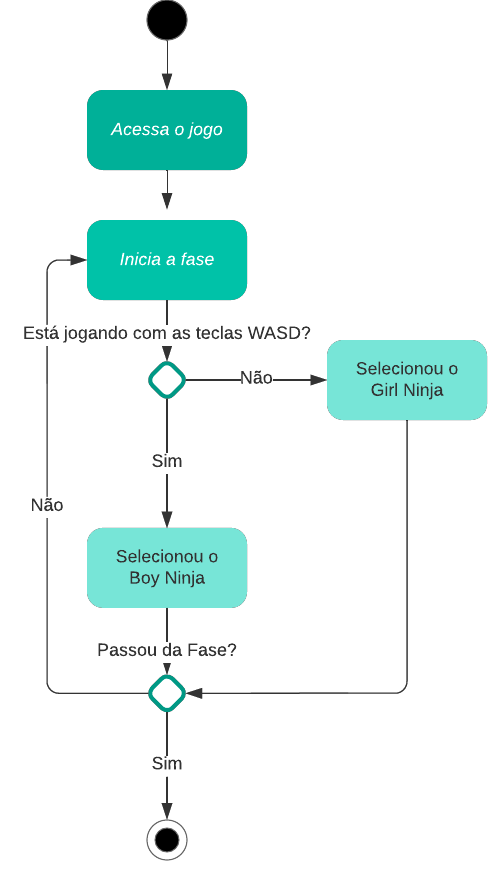 Acessa o jogo
Inicia a fase
Está jogando com as teclas WASD?
Não
Selecionou o
Girl Ninja
Sim
Não
Selecionou o
Boy Ninja
Passou da Fase?
Sim